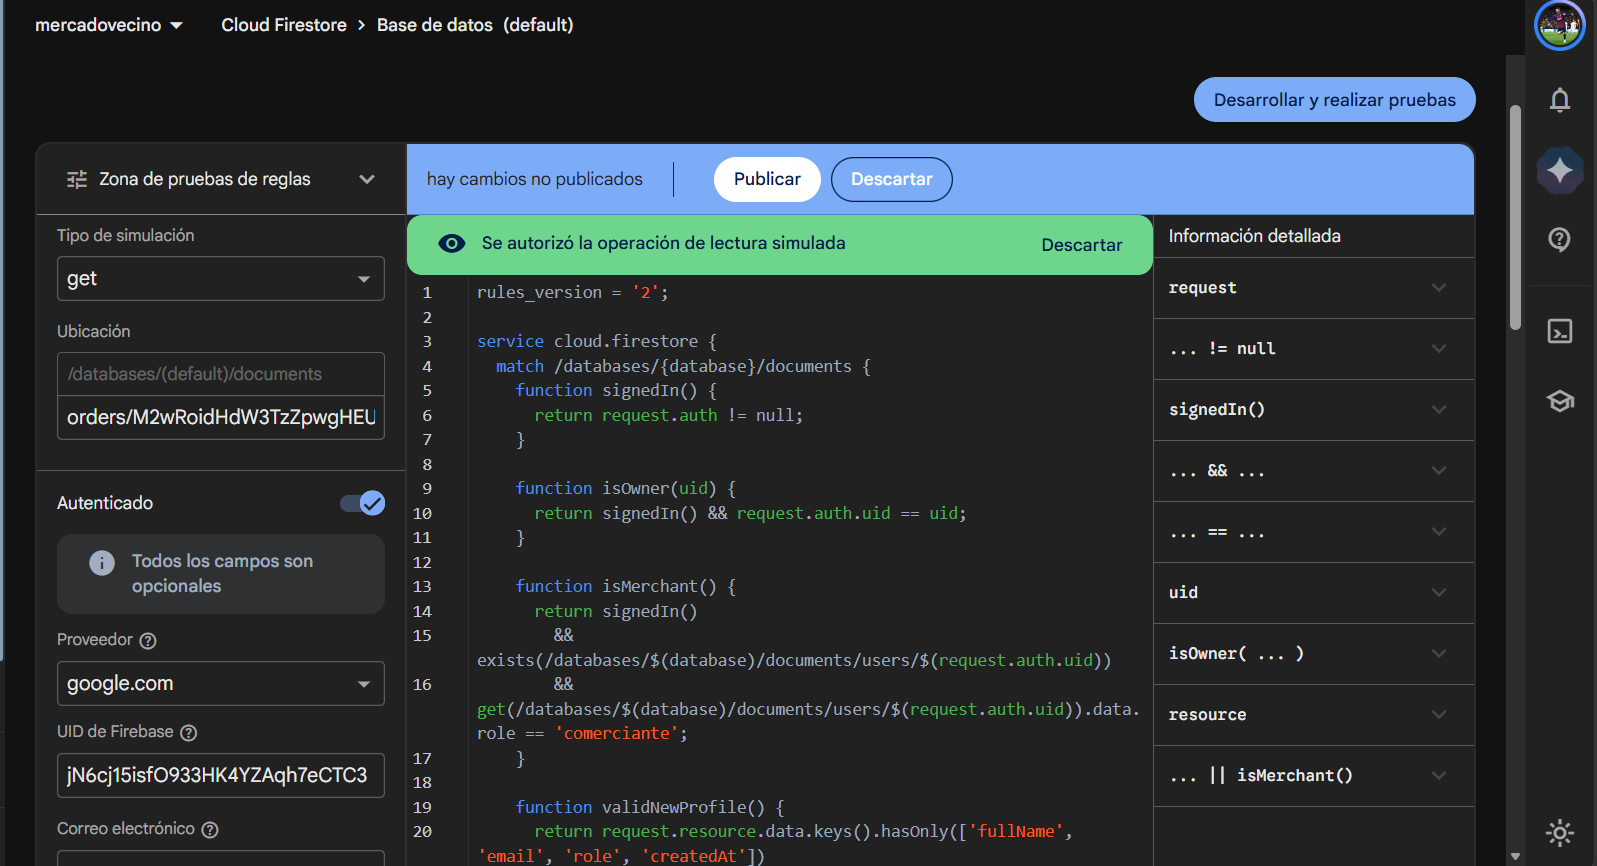 mercadovecino
Cloud Firestore > Base de datos (default)
Desarrollar y realizar pruebas
Zona de pruebas de reglas
hay cambios no publicados
Publicar
Descartar
Tipo de simulación
get
Ubicación
/databases/(default)/documents
orders/M2wRoidHdW3TzZpwgHEU
Autenticado
Todos los campos son
opcionales
Proveedor
google.com
UID de Firebase
jN6cj15isfO933HK4YZAqh7eCTC3
Correo electrónico
Se autorizó la operación de lectura simulada
Descartar
1 rules_version = '2';
2
3 service cloud.firestore {
4 match /databases/{database}/documents {
5 function signedIn() {
6 return request.auth != null;
7 }
8
9 function isOwner(uid) {
10 return signedIn() && request.auth.uid == uid;
11 }
12
13 function isMerchant() {
14 return signedIn()
15 &&
exists(/databases/$(database)/documents/users/$(request.auth.uid))
16 &&
get(/databases/$(database)/documents/users/$(request.auth.uid)).data.
role == 'comerciante';
17 }
18
19 function validNewProfile() {
20 return request.resource.data.keys().hasOnly(['fullName',
'email', 'role', 'createdAt'])
Información detallada
request
... != null
signedIn()
... && ...
... == ...
uid
isOwner( ... )
resource
... || isMerchant()